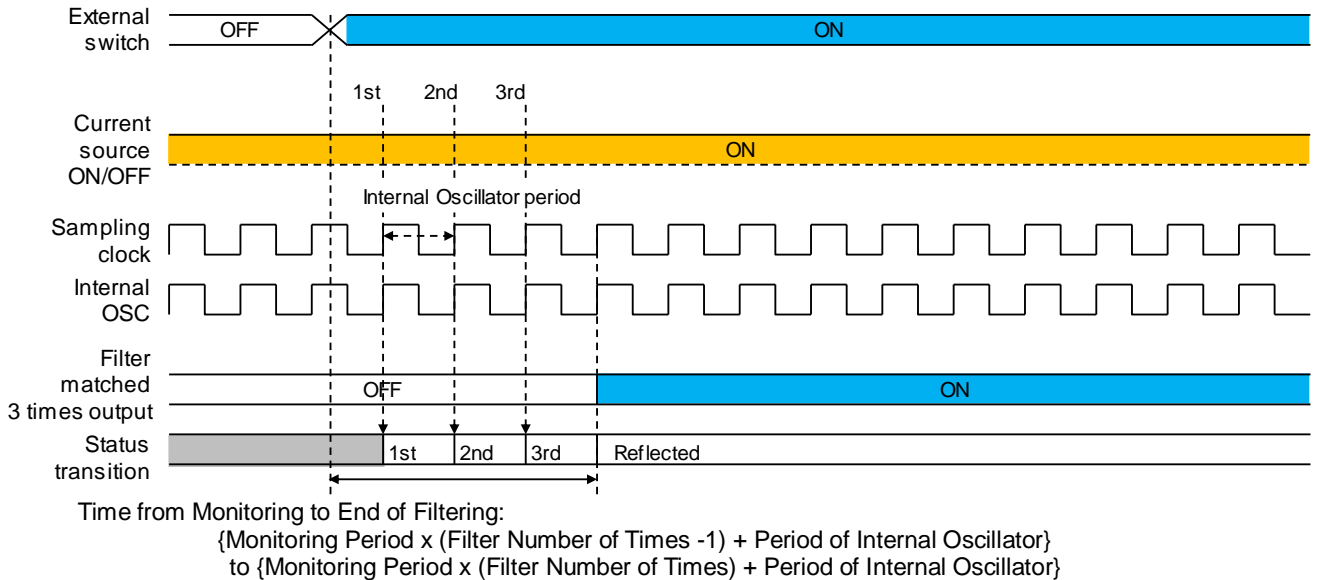 External
switch
OFF
ON
1st
2nd
3rd
Current
source
ON/OFF
ON
Internal Oscillator period
Sampling
clock
Internal
OSC
Filter
matched
3 times output
OFF
ON
Status
transition
1st
2nd
3rd
Reflected
Time from Monitoring to End of Filtering:
{Monitoring Period x (Filter Number of Times -1) + Period of Internal Oscillator}
to {Monitoring Period x (Filter Number of Times) + Period of Internal Oscillator}